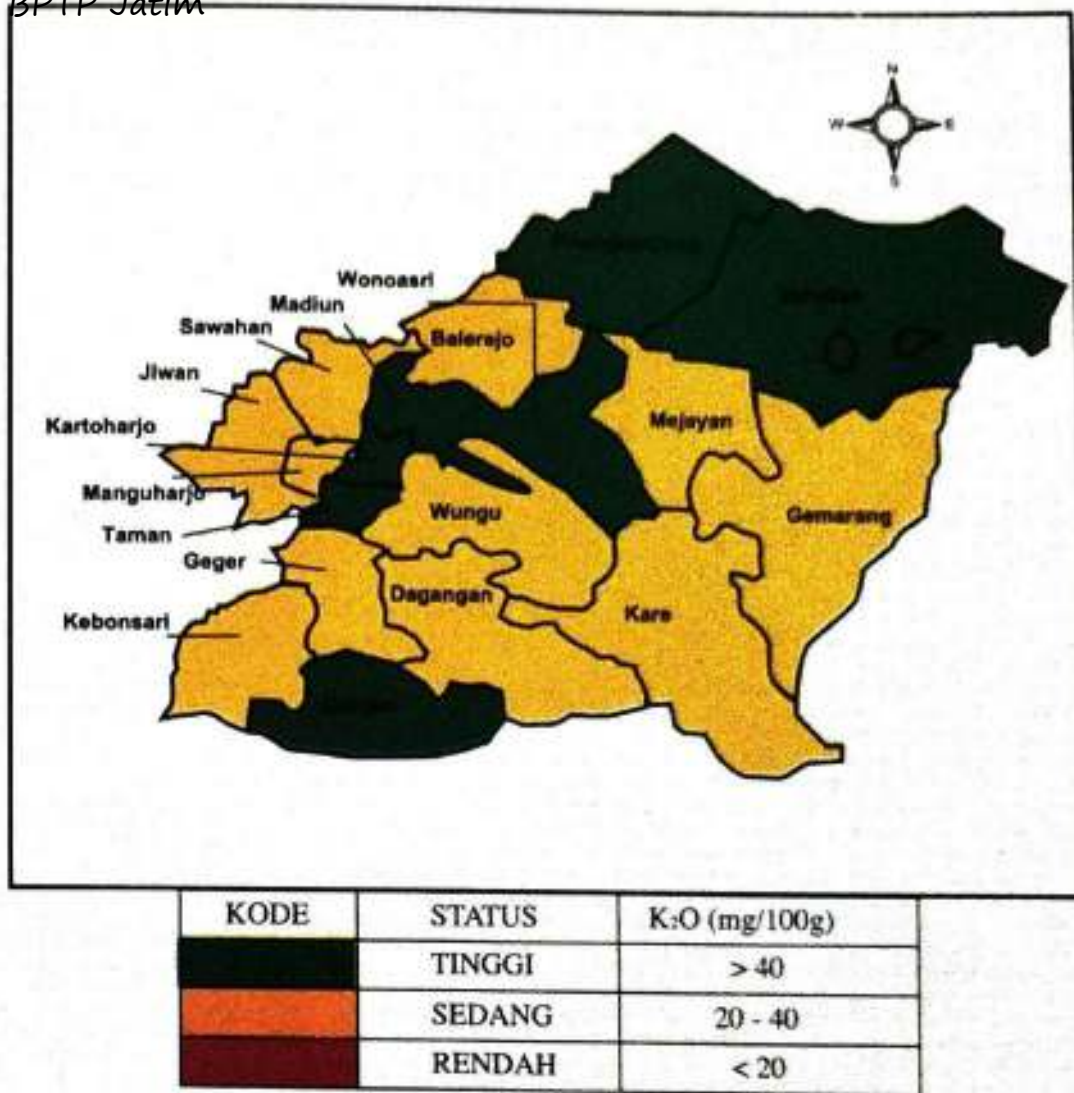 BPTP Jatim
N
W E
S
Wonoasri
Madiun
Sawahan
Balerejo
Jiwan
Mejayan
Kartoharjo
Manguharjo
Wungu
Gemarang
Taman
Geger
Dagangan
Kare
Kebonsari
KODE STATUS K₂O (mg/100g)
TINGGI > 40
SEDANG 20 - 40
RENDAH < 20